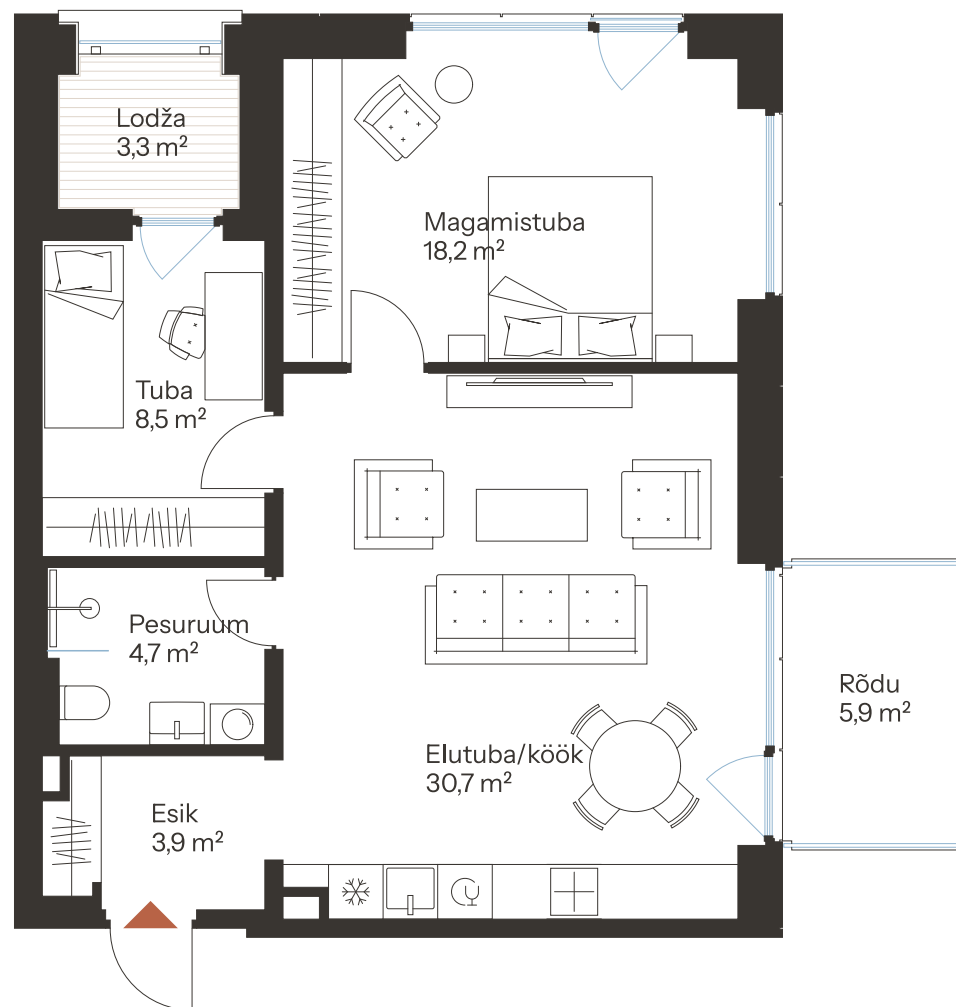 Lodža
3,3 m²
Magamistuba
18,2 m²
Tuba
8,5 m²
Pesuruum
4,7 m²
Rõdu
5,9 m²
Elutuba/köök
30,7 m²
Esik
3,9 m²